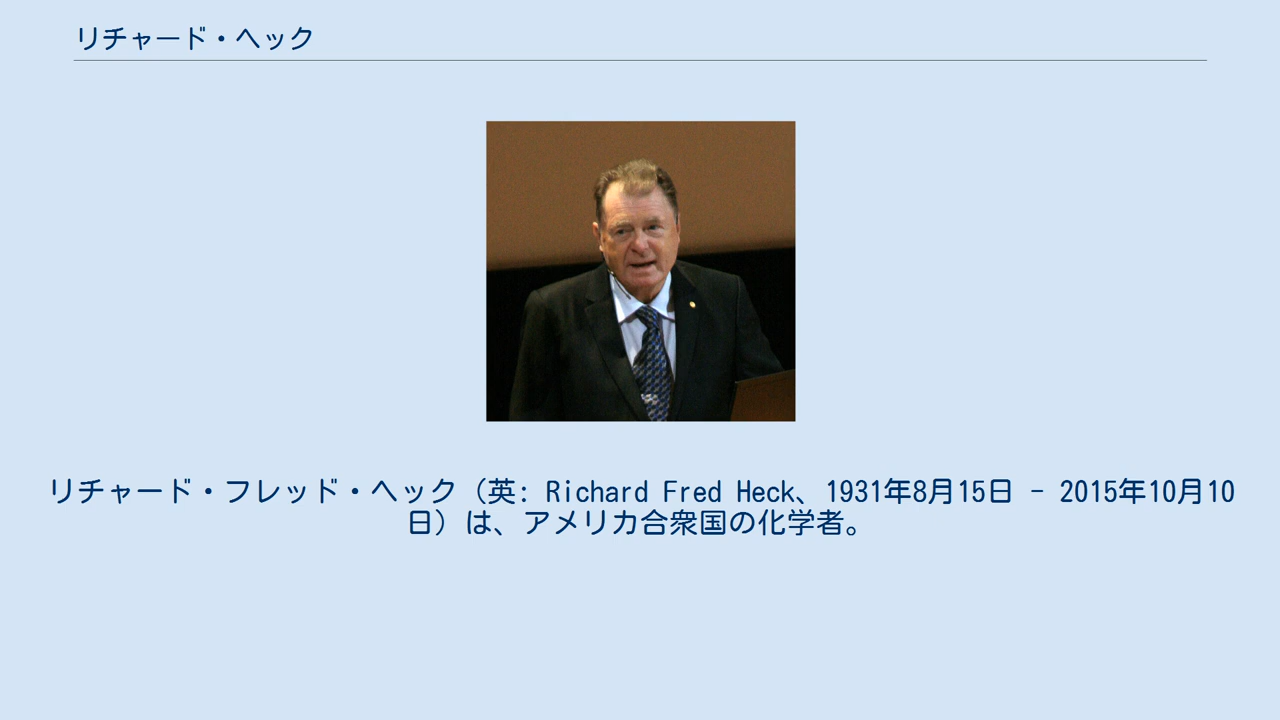 リチャード・ヘック
リチャード・フレッド・ヘック（英: Richard Fred Heck、1931年8月15日 - 2015年10月10
日）は、アメリカ合衆国の化学者。